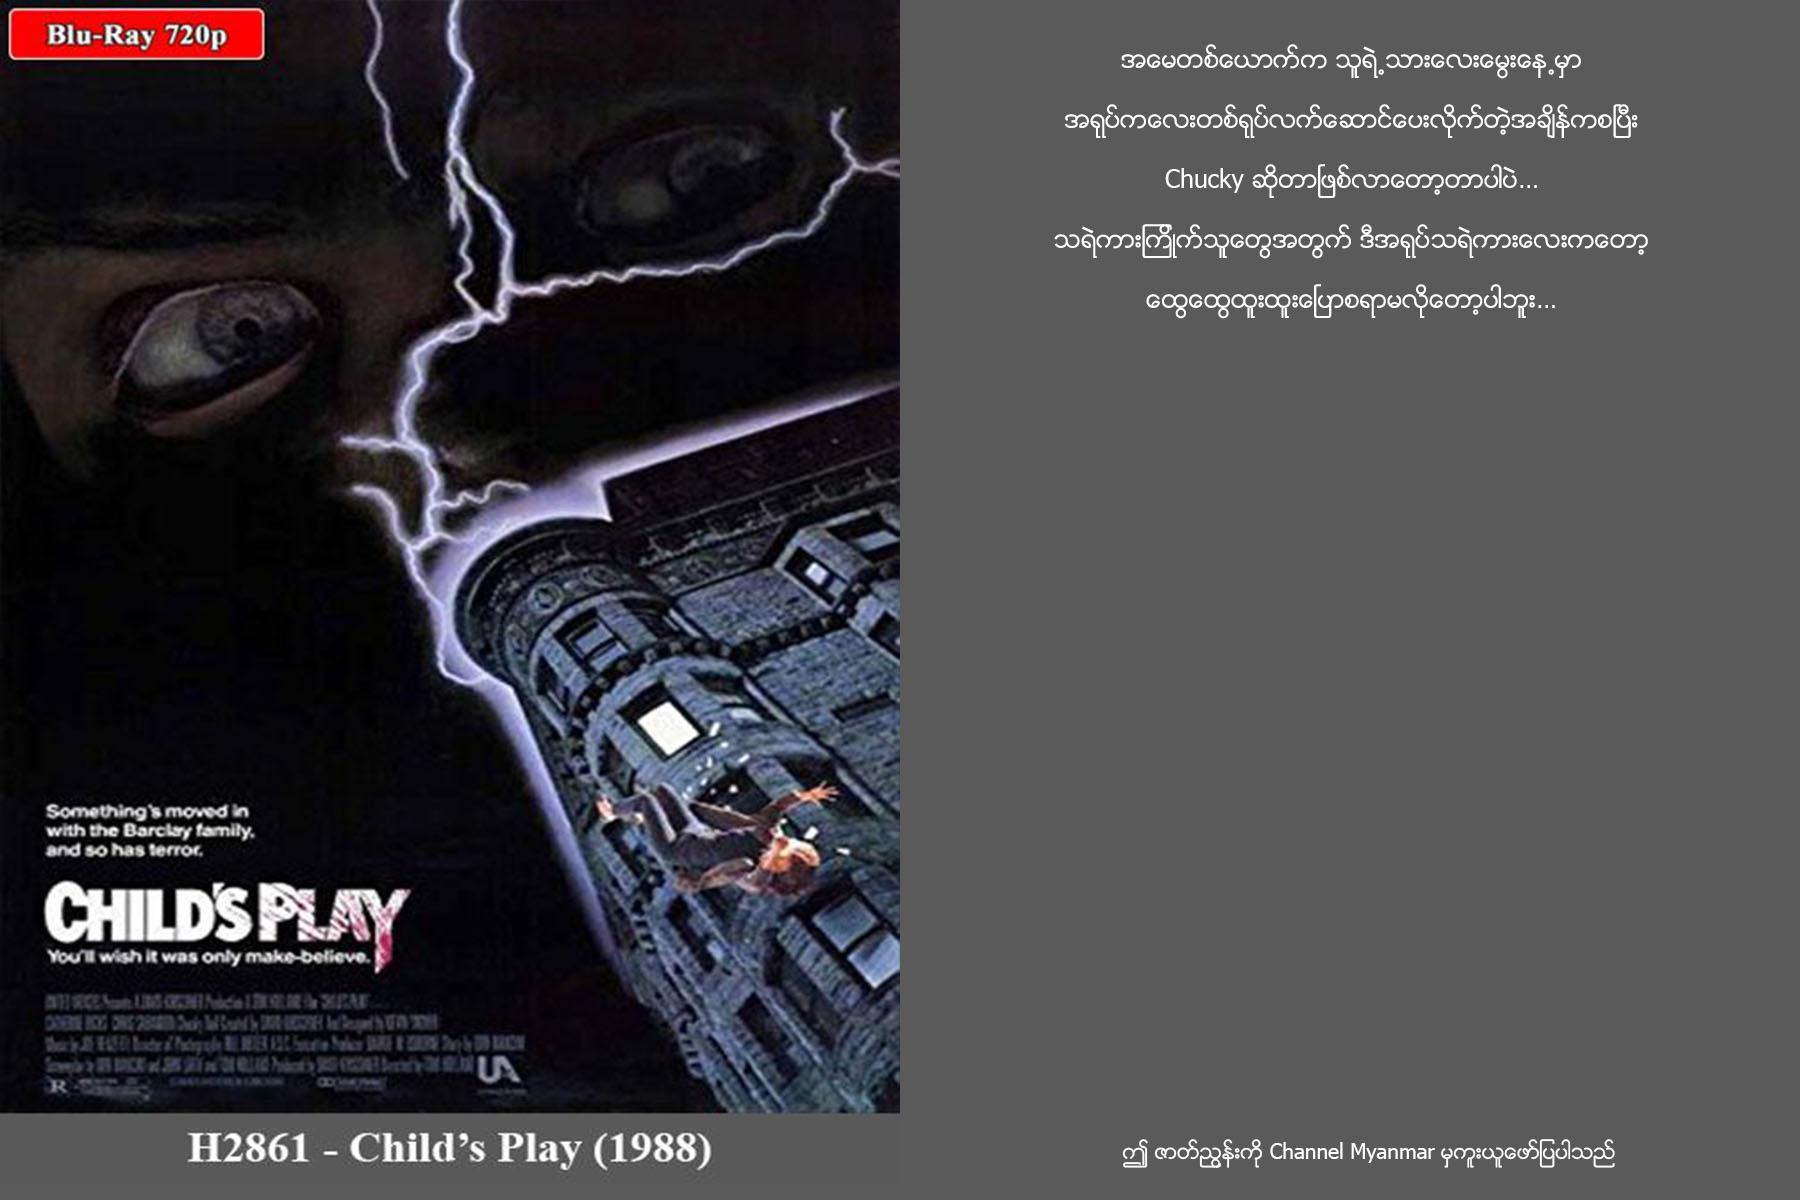 Blu-Ray 720p
Something's moved in
with the Barclay family,
and so has terror.
CHILD'S PLAY
You'll wish it was only make-believe.
UA
R
H2861 - Child's Play (1988)
အမေတစ်ယောက်က သူရဲ့သားလေးမွေးနေ့မှာ
အရုပ်ကလေးတစ်ရုပ်လက်ဆောင်ပေးလိုက်တဲ့အချိန်ကစပြီး
Chucky ဆိုတာဖြစ်လာတော့တာပါပဲ...
သရဲကားကြိုက်သူတွေအတွက် ဒီအရုပ်သရဲကားလေးကတော့
ထွေထွေထူးထူးပြောစရာမလိုတော့ပါဘူး...
ဤ ဇာတ်ညွှန်းကို Channel Myanmar မှကူးယူဖော်ပြပါသည်